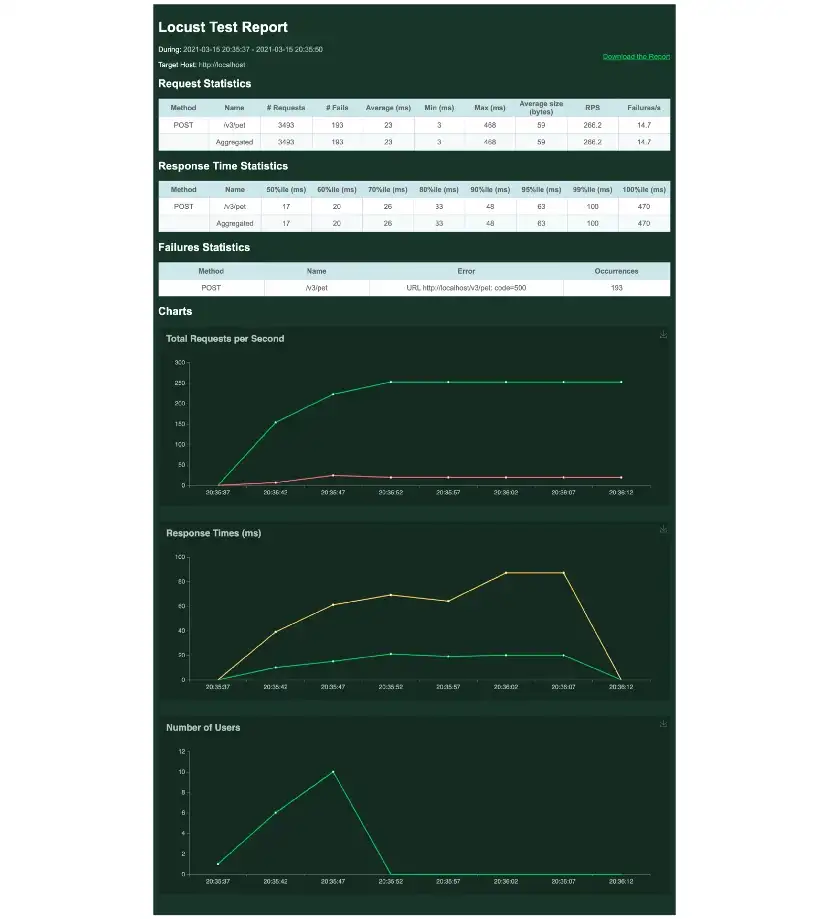 Locust Test Report
During: 2021-03-15 20:35:37 - 2021-03-15 20:35:50
Download the Report
Target Host: http://localhost
Request Statistics
Method Name # Requests # Fails Average (ms) Min (ms) Max (ms) Average size (bytes) RPS Failures/s
POST /v3/pet 3493 193 23 3 468 59 266.2 14.7
Aggregated 3493 193 23 3 468 59 266.2 14.7
Response Time Statistics
Method Name 50%ile (ms) 60%ile (ms) 70%ile (ms) 80%ile (ms) 90%ile (ms) 95%ile (ms) 99%ile (ms) 100%ile (ms)
POST /v3/pet 17 20 26 33 48 63 100 470
Aggregated 17 20 26 33 48 63 100 470
Failures Statistics
Method Name Error Occurrences
POST /v3/pet URL http://localhost/v3/pet: code=500 193
Charts
Total Requests per Second
300
250
200
150
100
50
0
20:35:37 20:35:42 20:35:47 20:35:52 20:35:57 20:36:02 20:36:07 20:36:12
Response Times (ms)
100
80
60
40
20
0
20:35:37 20:35:42 20:35:47 20:35:52 20:35:57 20:36:02 20:36:07 20:36:12
Number of Users
12
10
8
6
4
2
0
20:35:37 20:35:42 20:35:47 20:35:52 20:35:57 20:36:02 20:36:07 20:36:12